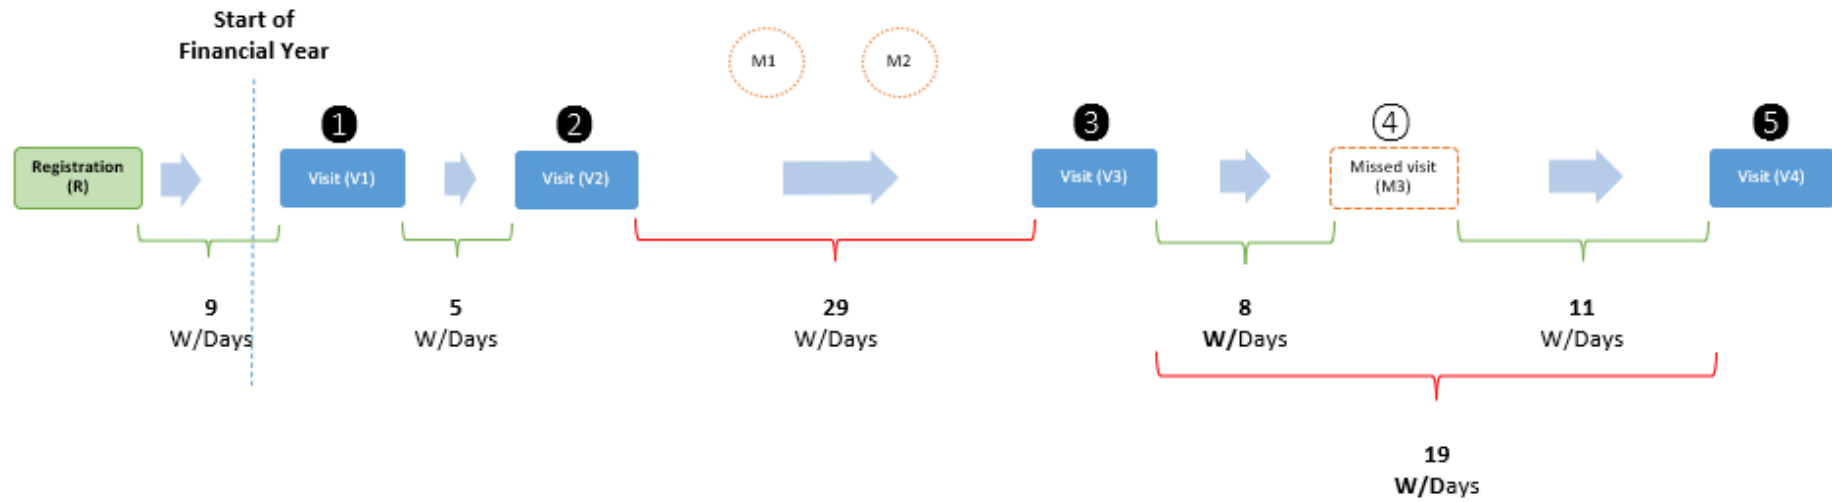 Start of
Financial Year
M1
M2
1
2
3
4
5
Registration
(R)
Visit (V1)
Visit (V2)
Visit (V3)
Missed visit
(M3)
Visit (V4)
9
W/Days
5
W/Days
29
W/Days
8
W/Days
11
W/Days
19
W/Days